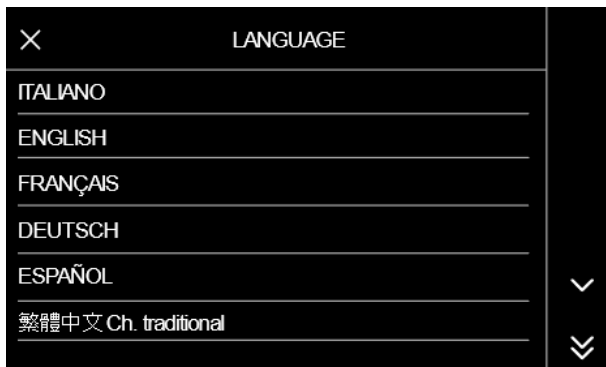 LANGUAGE
ITALIANO
ENGLISH
FRANÇAIS
DEUTSCH
ESPAÑOL
繁體中文 Ch. traditional